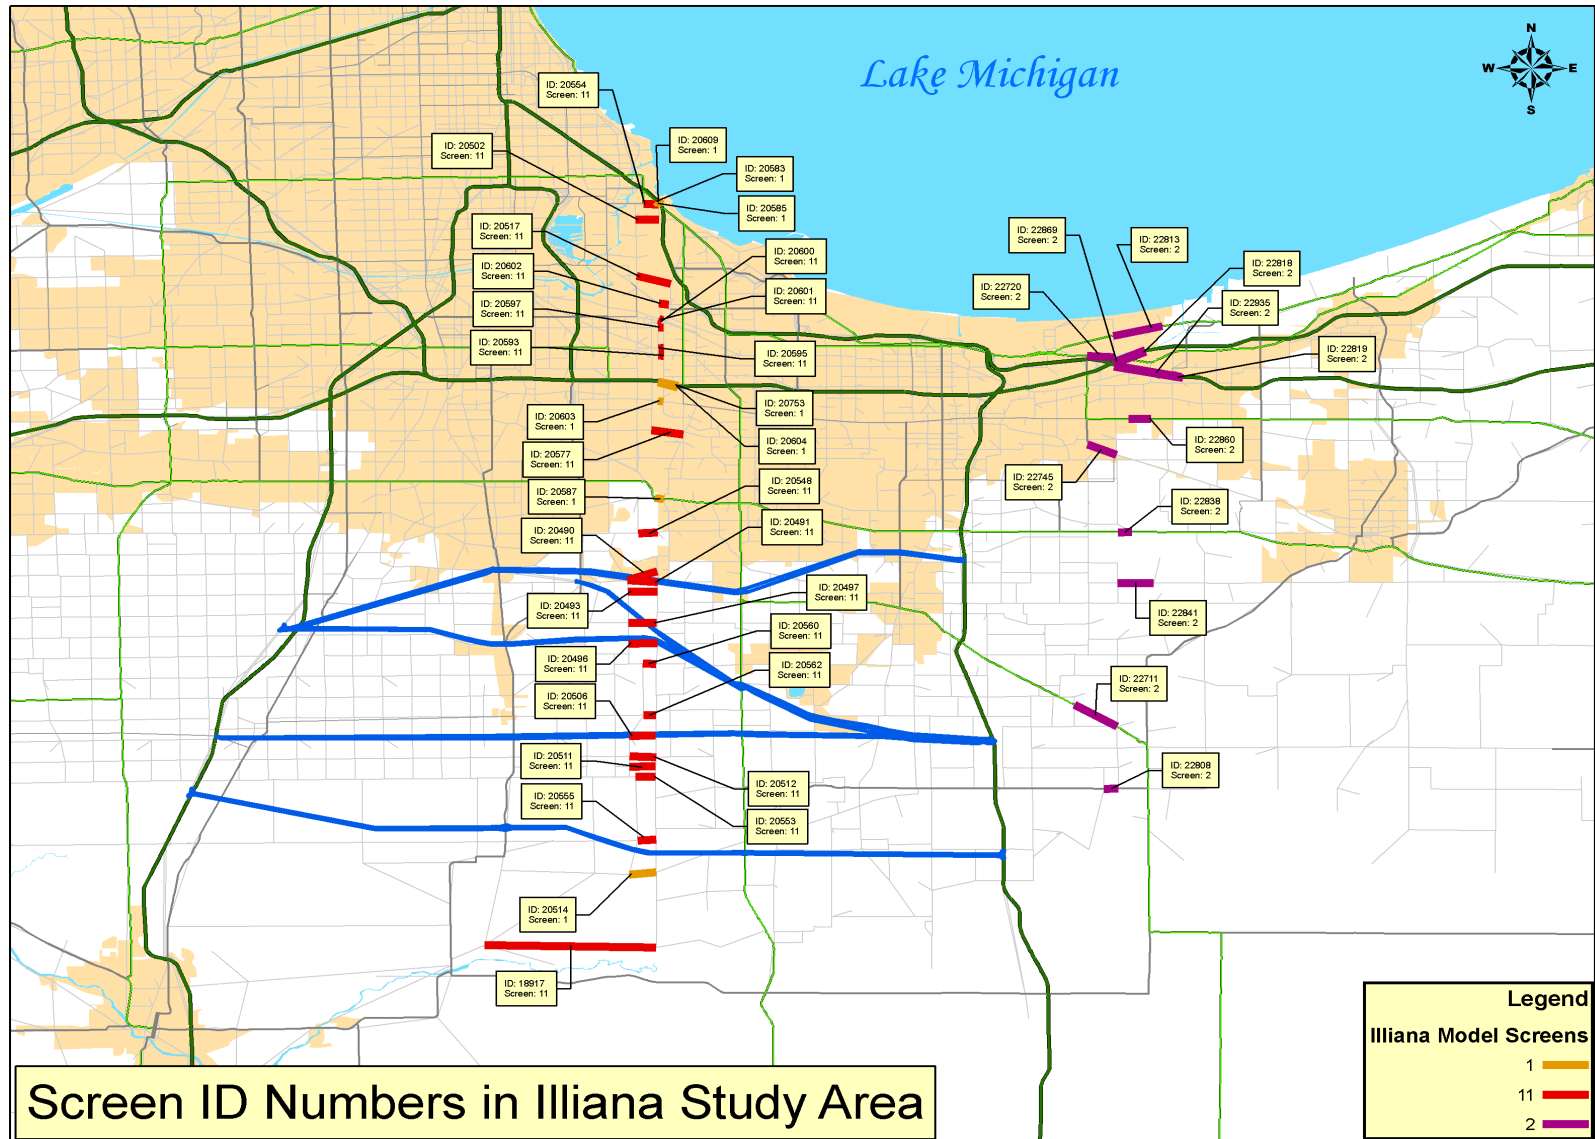 Lake Michigan
N
W
E
S
ID: 20554
Screen: 11
ID: 20609
Screen: 1
ID: 20502
Screen: 11
ID: 20583
Screen: 1
ID: 20585
Screen: 1
ID: 20517
Screen: 11
ID: 20600
Screen: 11
ID: 20602
Screen: 11
ID: 20601
Screen: 11
ID: 20597
Screen: 11
ID: 20593
Screen: 11
ID: 20595
Screen: 11
ID: 22869
Screen: 2
ID: 22813
Screen: 2
ID: 22818
Screen: 2
ID: 22720
Screen: 2
ID: 22935
Screen: 2
ID: 22819
Screen: 2
ID: 20753
Screen: 1
ID: 20603
Screen: 1
ID: 20604
Screen: 1
ID: 20577
Screen: 11
ID: 22860
Screen: 2
ID: 22745
Screen: 2
ID: 20548
Screen: 11
ID: 20587
Screen: 1
ID: 22838
Screen: 2
ID: 20490
Screen: 11
ID: 20491
Screen: 11
ID: 20497
Screen: 11
ID: 20493
Screen: 11
ID: 22841
Screen: 2
ID: 20560
Screen: 11
ID: 20496
Screen: 11
ID: 20562
Screen: 11
ID: 22711
Screen: 2
ID: 20506
Screen: 11
ID: 20511
Screen: 11
ID: 22808
Screen: 2
ID: 20512
Screen: 11
ID: 20555
Screen: 11
ID: 20553
Screen: 11
ID: 20514
Screen: 1
ID: 18917
Screen: 11
Legend
Illiana Model Screens
1
11
2
Screen ID Numbers in Illiana Study Area